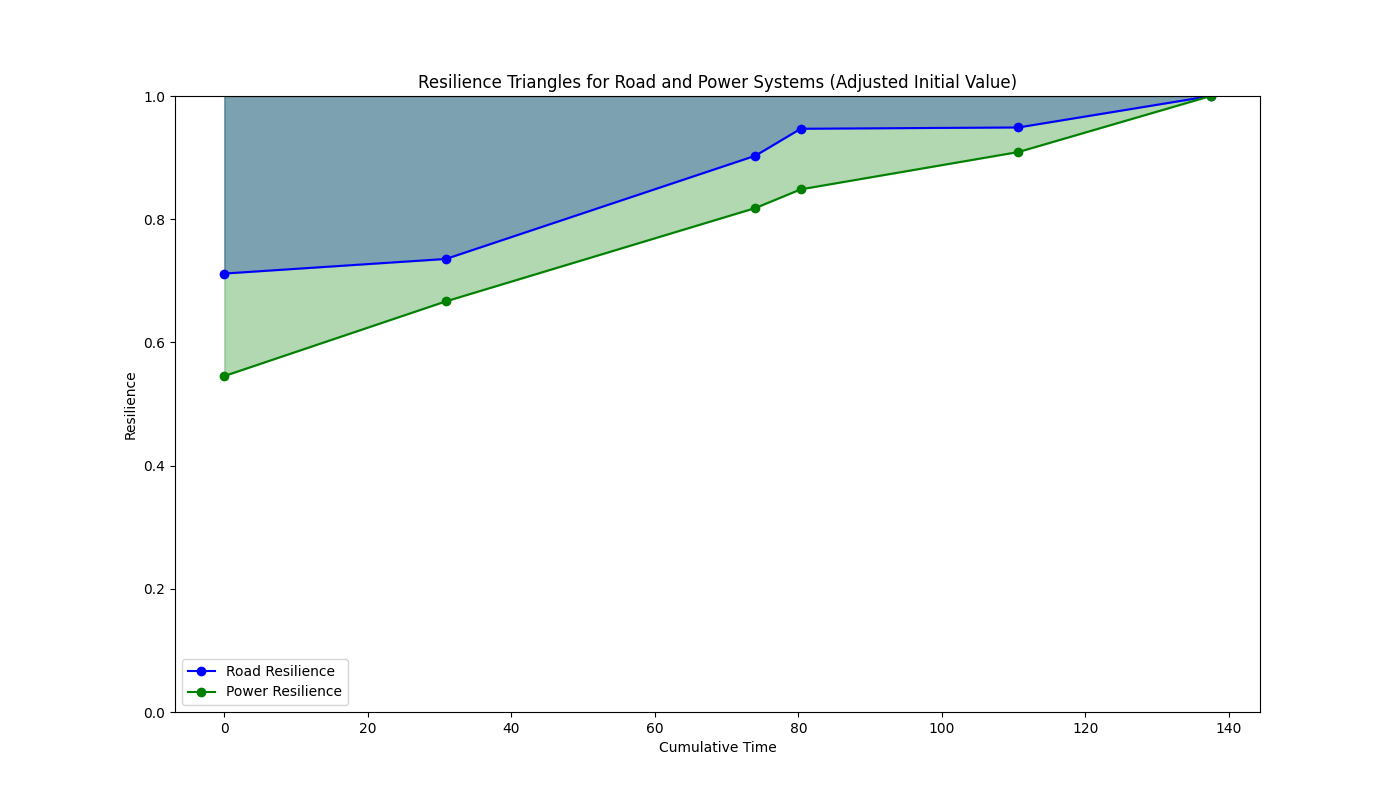 Resilience Triangles for Road and Power Systems (Adjusted Initial Value)
1.0
0.8
0.6
0.4
0.2
0.0
Resilience
Road Resilience
Power Resilience
0 20 40 60 80 100 120 140
Cumulative Time